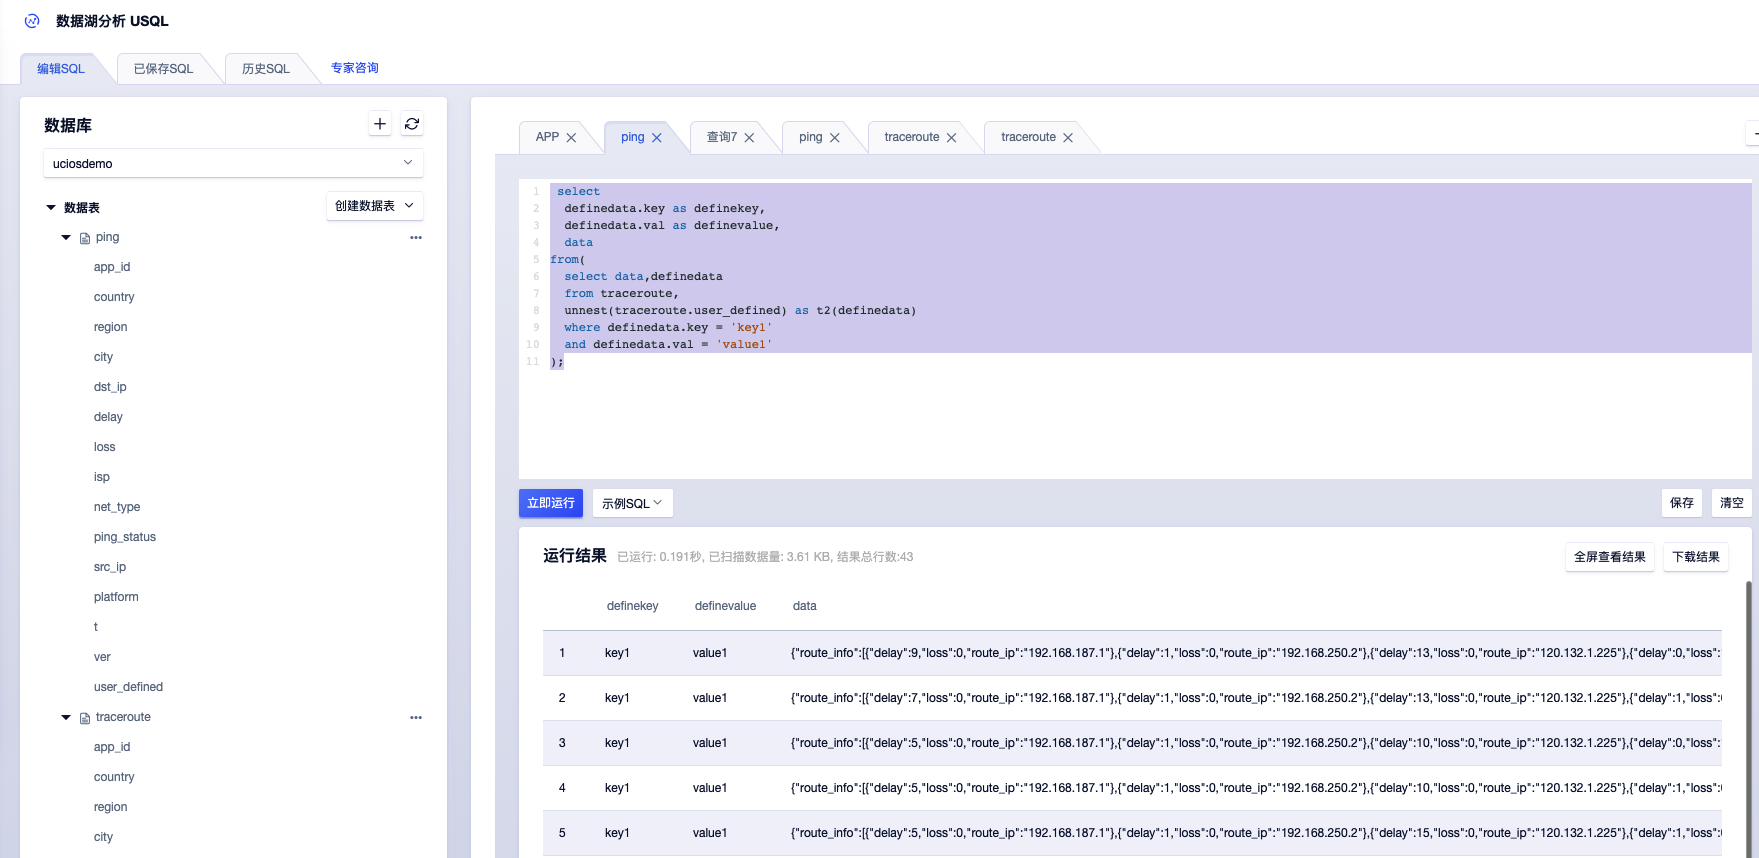 数据湖分析 USQL
编辑SQL
已保存SQL
历史SQL
专家咨询
数据库
uciosdemo
数据表
创建数据表
ping
app_id
country
region
city
dst_ip
delay
loss
isp
net_type
ping_status
src_ip
platform
t
ver
user_defined
traceroute
app_id
country
region
city
APP
ping
查询7
ping
traceroute
traceroute
1 select
2 definedata.key as definekey,
3 definedata.val as definevalue,
4 data
5 from(
6 select data,definedata
7 from traceroute,
8 unnest(traceroute.user_defined) as t2(definedata)
9 where definedata.key = 'key1'
10 and definedata.val = 'value1'
11 );
立即运行
示例SQL
保存
清空
运行结果 已运行: 0.191秒, 已扫描数据量: 3.61 KB, 结果总行数:43
全屏查看结果
下载结果
definekey definevalue data
1 key1 value1 {"route_info":[{"delay":9,"loss":0,"route_ip":"192.168.187.1"},{"delay":1,"loss":0,"route_ip":"192.168.250.2"},{"delay":13,"loss":0,"route_ip":"120.132.1.225"},{"delay":0,"loss":
2 key1 value1 {"route_info":[{"delay":7,"loss":0,"route_ip":"192.168.187.1"},{"delay":1,"loss":0,"route_ip":"192.168.250.2"},{"delay":13,"loss":0,"route_ip":"120.132.1.225"},{"delay":1,"loss":
3 key1 value1 {"route_info":[{"delay":5,"loss":0,"route_ip":"192.168.187.1"},{"delay":1,"loss":0,"route_ip":"192.168.250.2"},{"delay":10,"loss":0,"route_ip":"120.132.1.225"},{"delay":0,"loss":
4 key1 value1 {"route_info":[{"delay":5,"loss":0,"route_ip":"192.168.187.1"},{"delay":1,"loss":0,"route_ip":"192.168.250.2"},{"delay":10,"loss":0,"route_ip":"120.132.1.225"},{"delay":1,"loss":
5 key1 value1 {"route_info":[{"delay":5,"loss":0,"route_ip":"192.168.187.1"},{"delay":1,"loss":0,"route_ip":"192.168.250.2"},{"delay":15,"loss":0,"route_ip":"120.132.1.225"},{"delay":1,"loss":